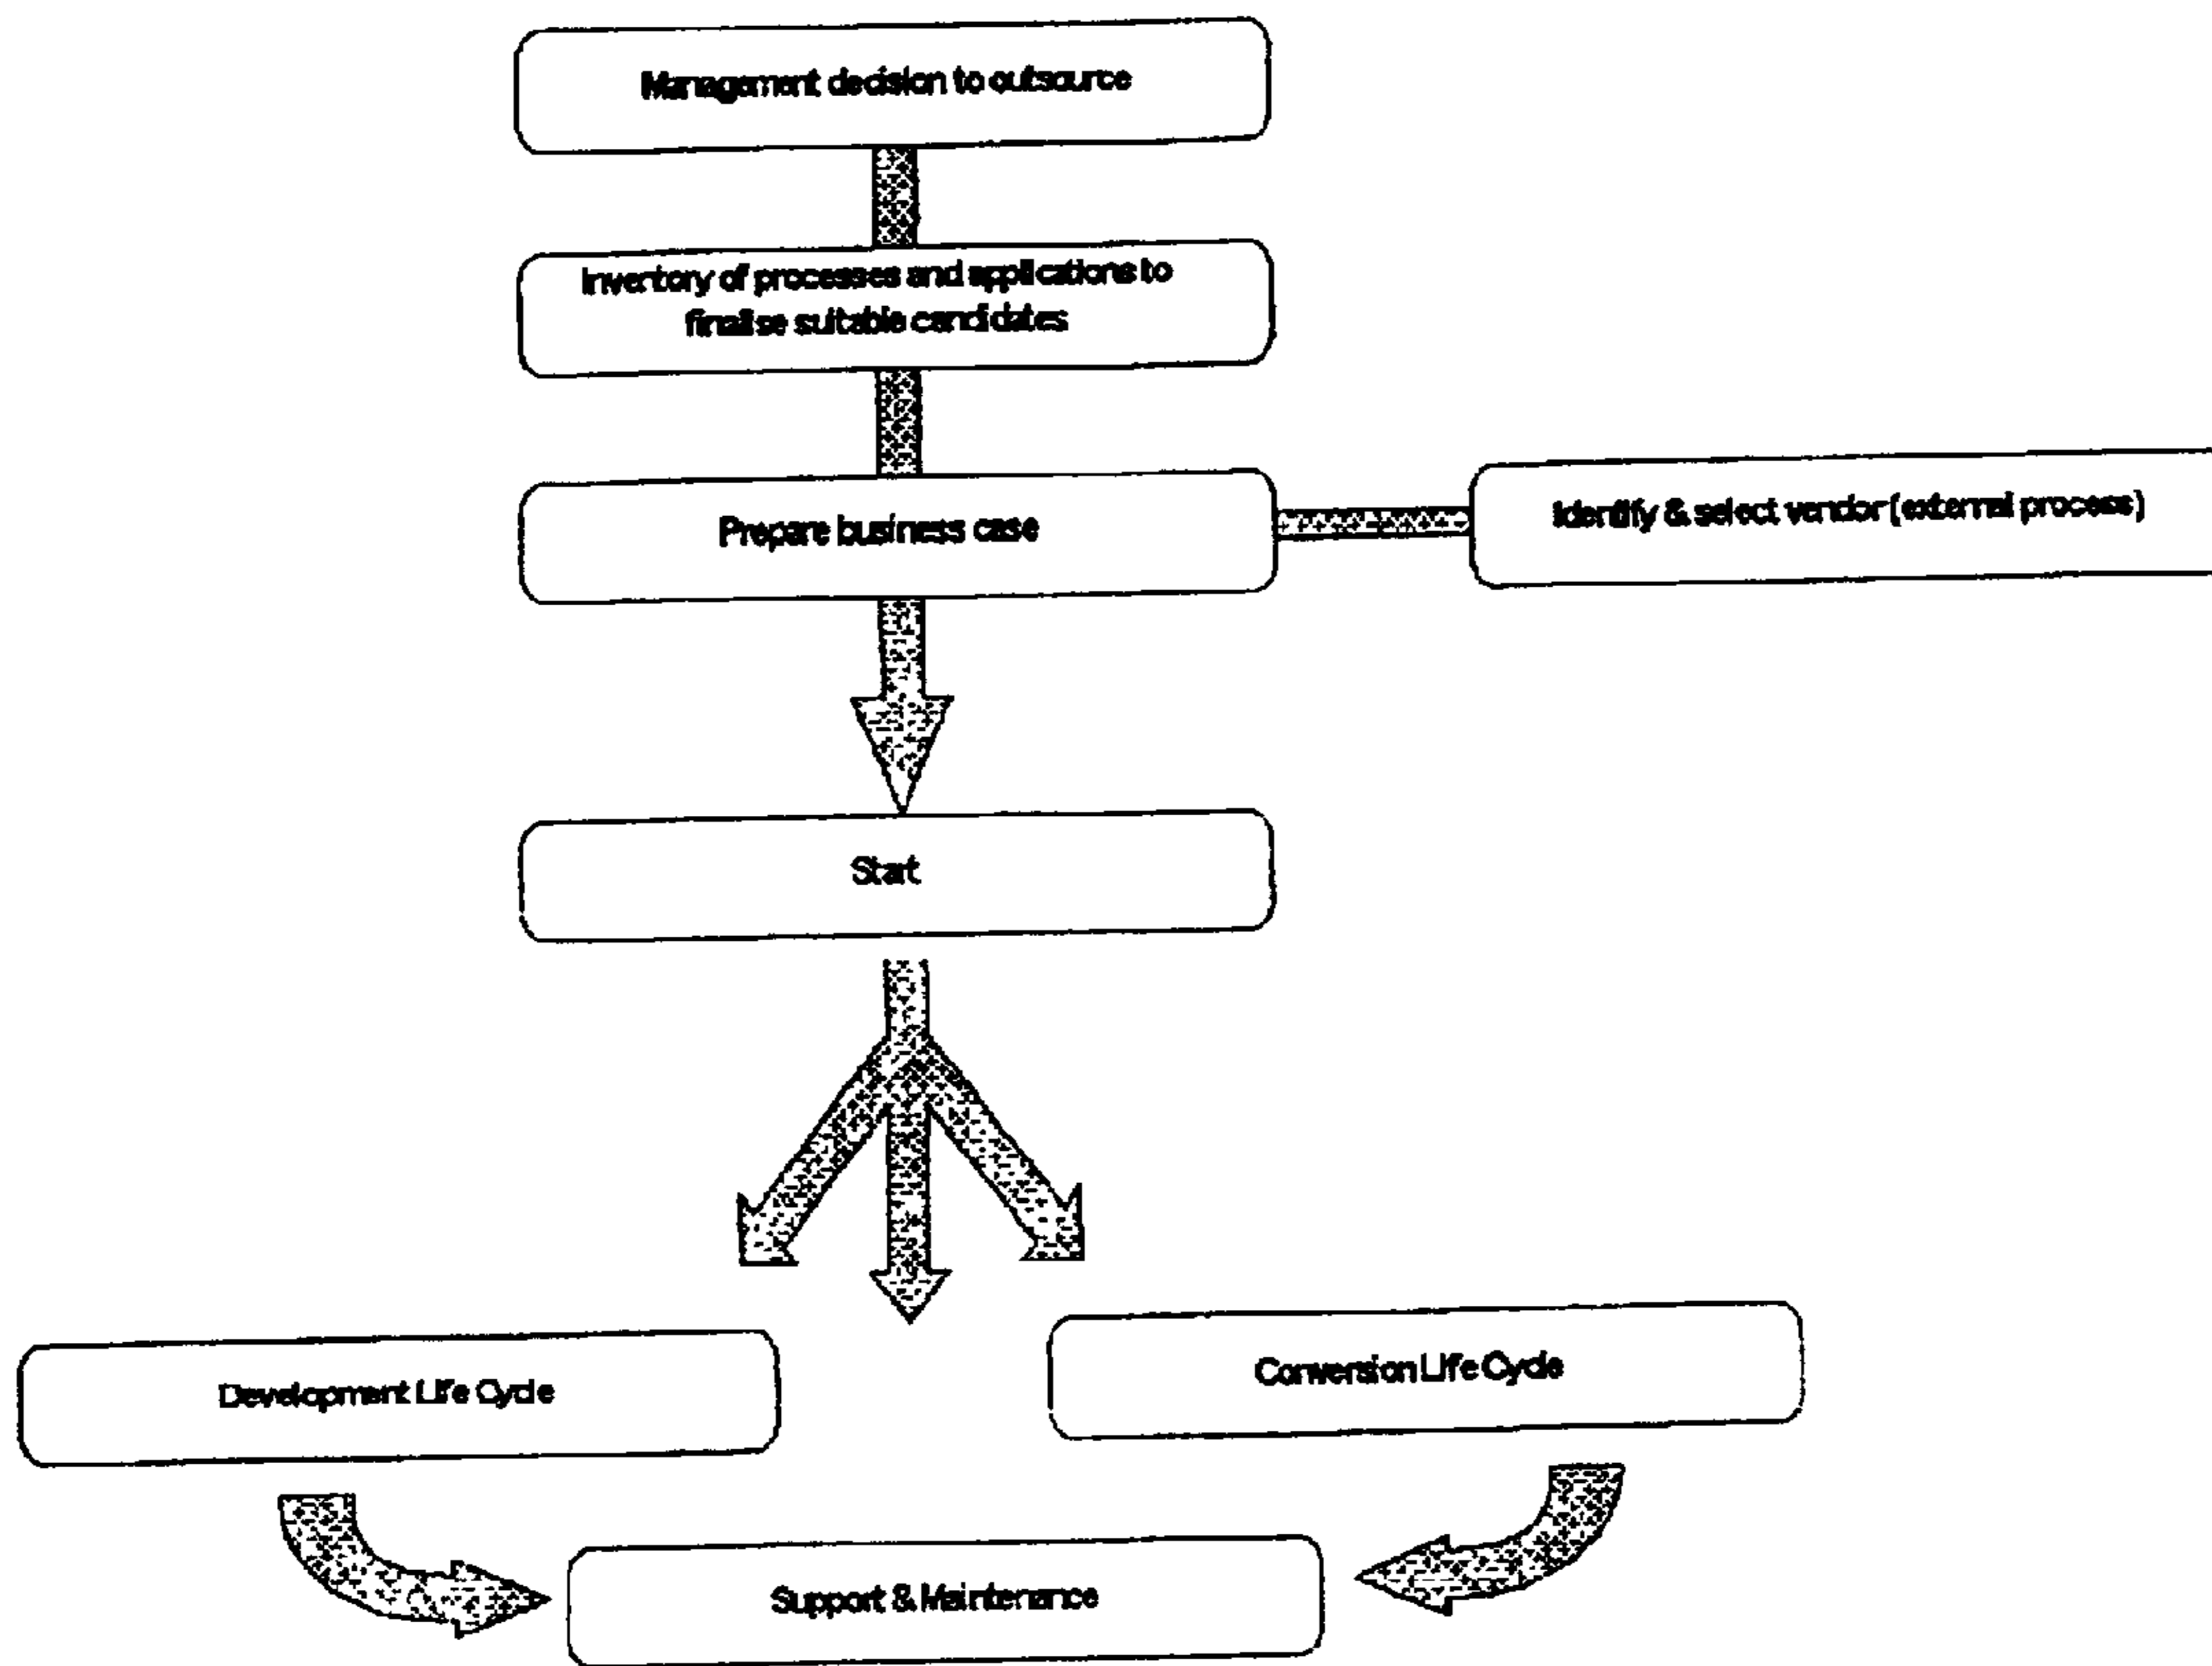 Management decision to outsource
Inventory of processes and applications to
finalise suitable candidates
Prepare business case
Identify & select vendor (external process)
Start
Development Life Cycle
Conversion Life Cycle
Support & Maintenance